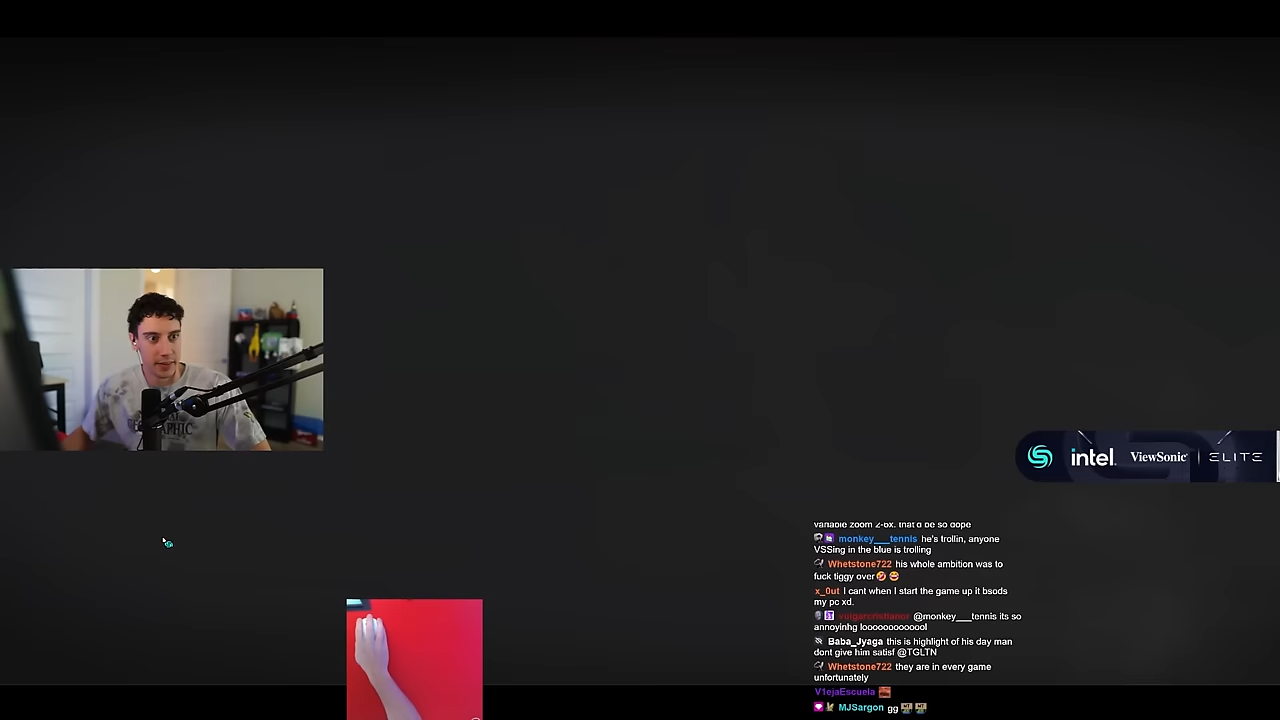 GRAPHIC
intel.
ViewSonic | ELITE
variable zoom 2-6x. that'd be so dope
monkey___tennis he's trollin, anyone
VSSing in the blue is trolling
Whetstone722 his whole ambition was to
fuck tiggy over
x_0ut I cant when I start the game up it bsods
my pc xd.
@monkey___tennis its so
annoyinhg looooooooooool
Baba_Jyaga this is highlight of his day man
dont give him satisf @TGLTN
Whetstone722 they are in every game
unfortunately
V1ejaEscuela
MJSargon gg